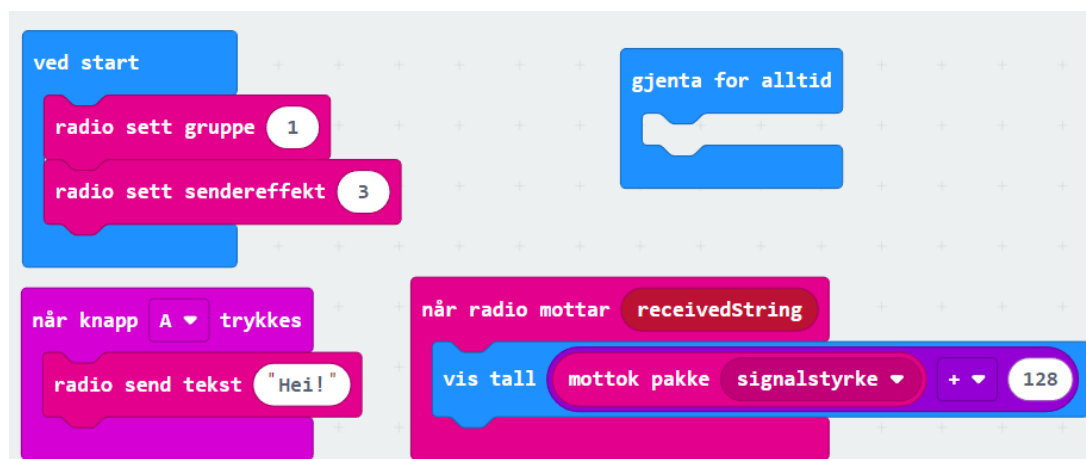 ved start
radio sett gruppe 1
radio sett sendereffekt 3
gjenta for alltid
når knapp A trykkes
radio send tekst "Hei!"
når radio mottar receivedString
vis tall mottok pakke signalstyrke + 128